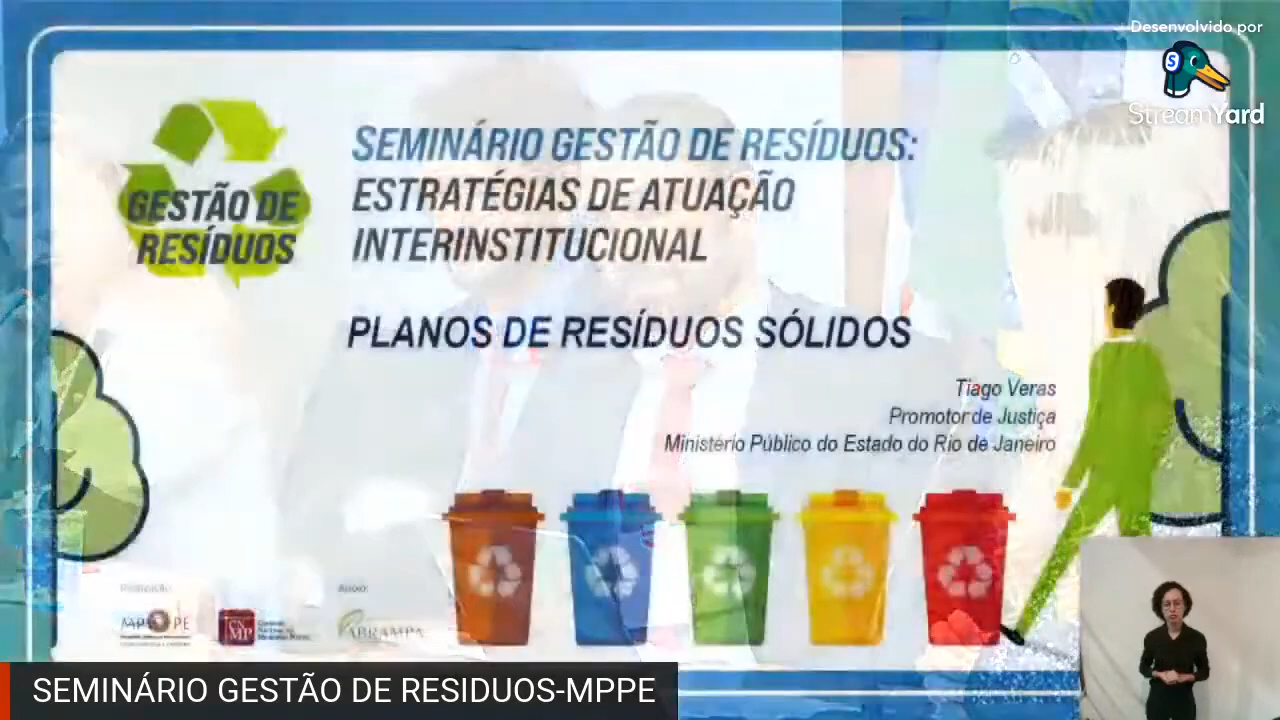 Desenvolvido por
StreamYard
GESTÃO DE
RESÍDUOS
SEMINÁRIO GESTÃO DE RESÍDUOS:
ESTRATÉGIAS DE ATUAÇÃO
INTERINSTITUCIONAL
PLANOS DE RESÍDUOS SÓLIDOS
Tiago Veras
Promotor de Justiça
Ministério Público do Estado do Rio de Janeiro
Apoio:
MPPE
CN
MP
ABRAMPA
SEMINÁRIO GESTÃO DE RESIDUOS-MPPE